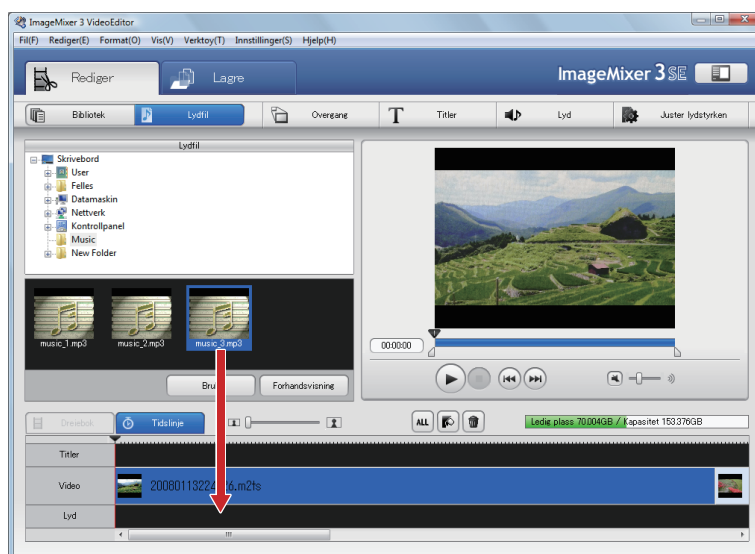 ImageMixer 3 VideoEditor
Fil(F) Rediger(E) Format(O) Vis(V) Verktoy(T) Innstillinger(S) Hjelp(H)
Rediger Lagre ImageMixer 3 SE
Bibliotek Lydfil Overgang Titler Lyd Juster lydstyrken
Lydfil
Skrivebord
User
Felles
Datamaskin
Nettverk
Kontrollpanel
Music
New Folder
music_1.mp3 music_2.mp3 music_3.mp3
00:00:00
Forhandsvisning
Dreiebok Tidslinje ALL Ledig plass 70.004GB / Kapasitet 153.376GB
Titler
Video
Lyd